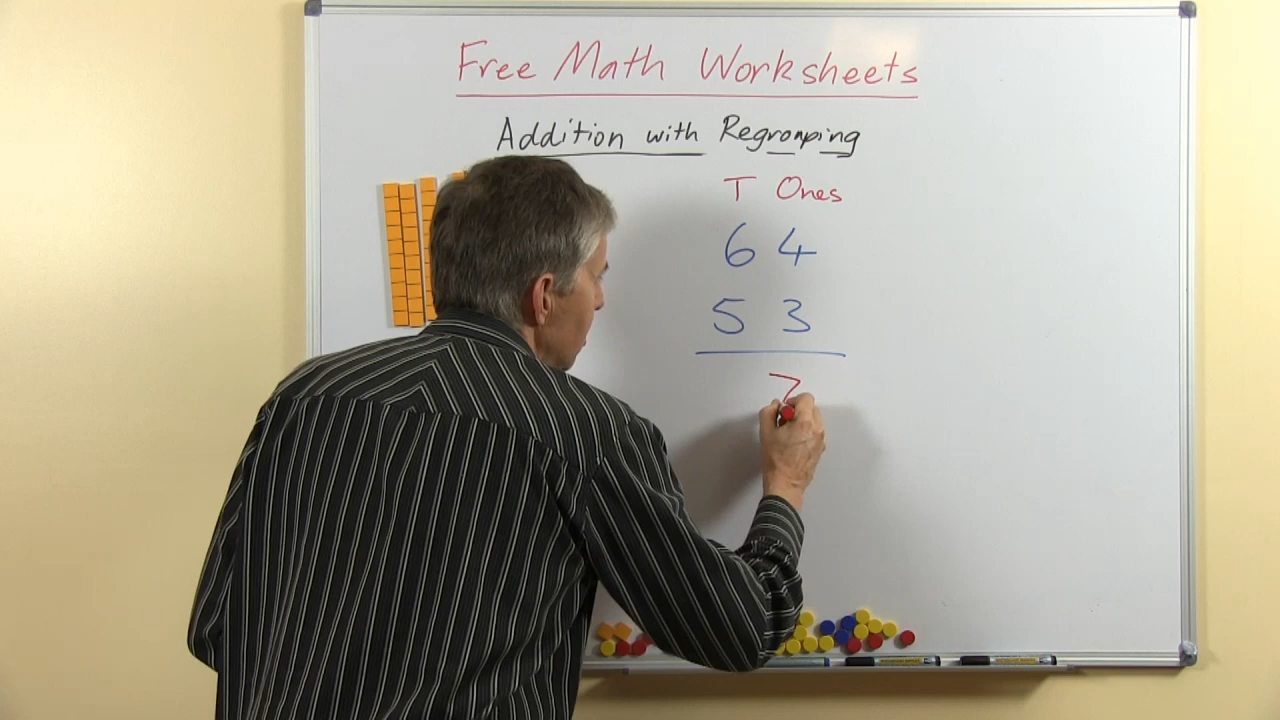 Free Math Worksheets
Addition with Regrouping
T Ones
6 4
5 3
7